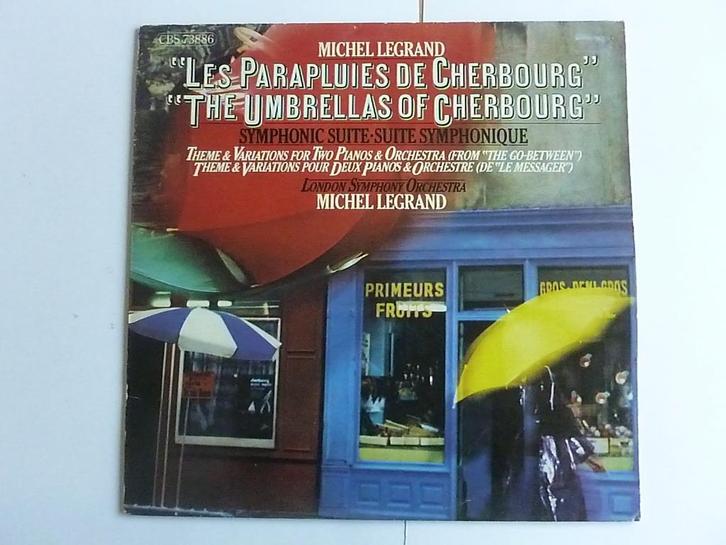 CBS 73886
MICHEL LEGRAND
"LES PARAPLUIES DE CHERBOURG"
"THE UMBRELLAS OF CHERBOURG"
SYMPHONIC SUITE·SUITE SYMPHONIQUE
THEME & VARIATIONS FOR TWO PIANOS & ORCHESTRA (FROM "THE GO-BETWEEN")
THEME & VARIATIONS POUR DEUX PIANOS & ORCHESTRE (DE "LE MESSAGER")
LONDON SYMPHONY ORCHESTRA
MICHEL LEGRAND
PRIMEURS
FRUITS
GROS·DEMI-GROS